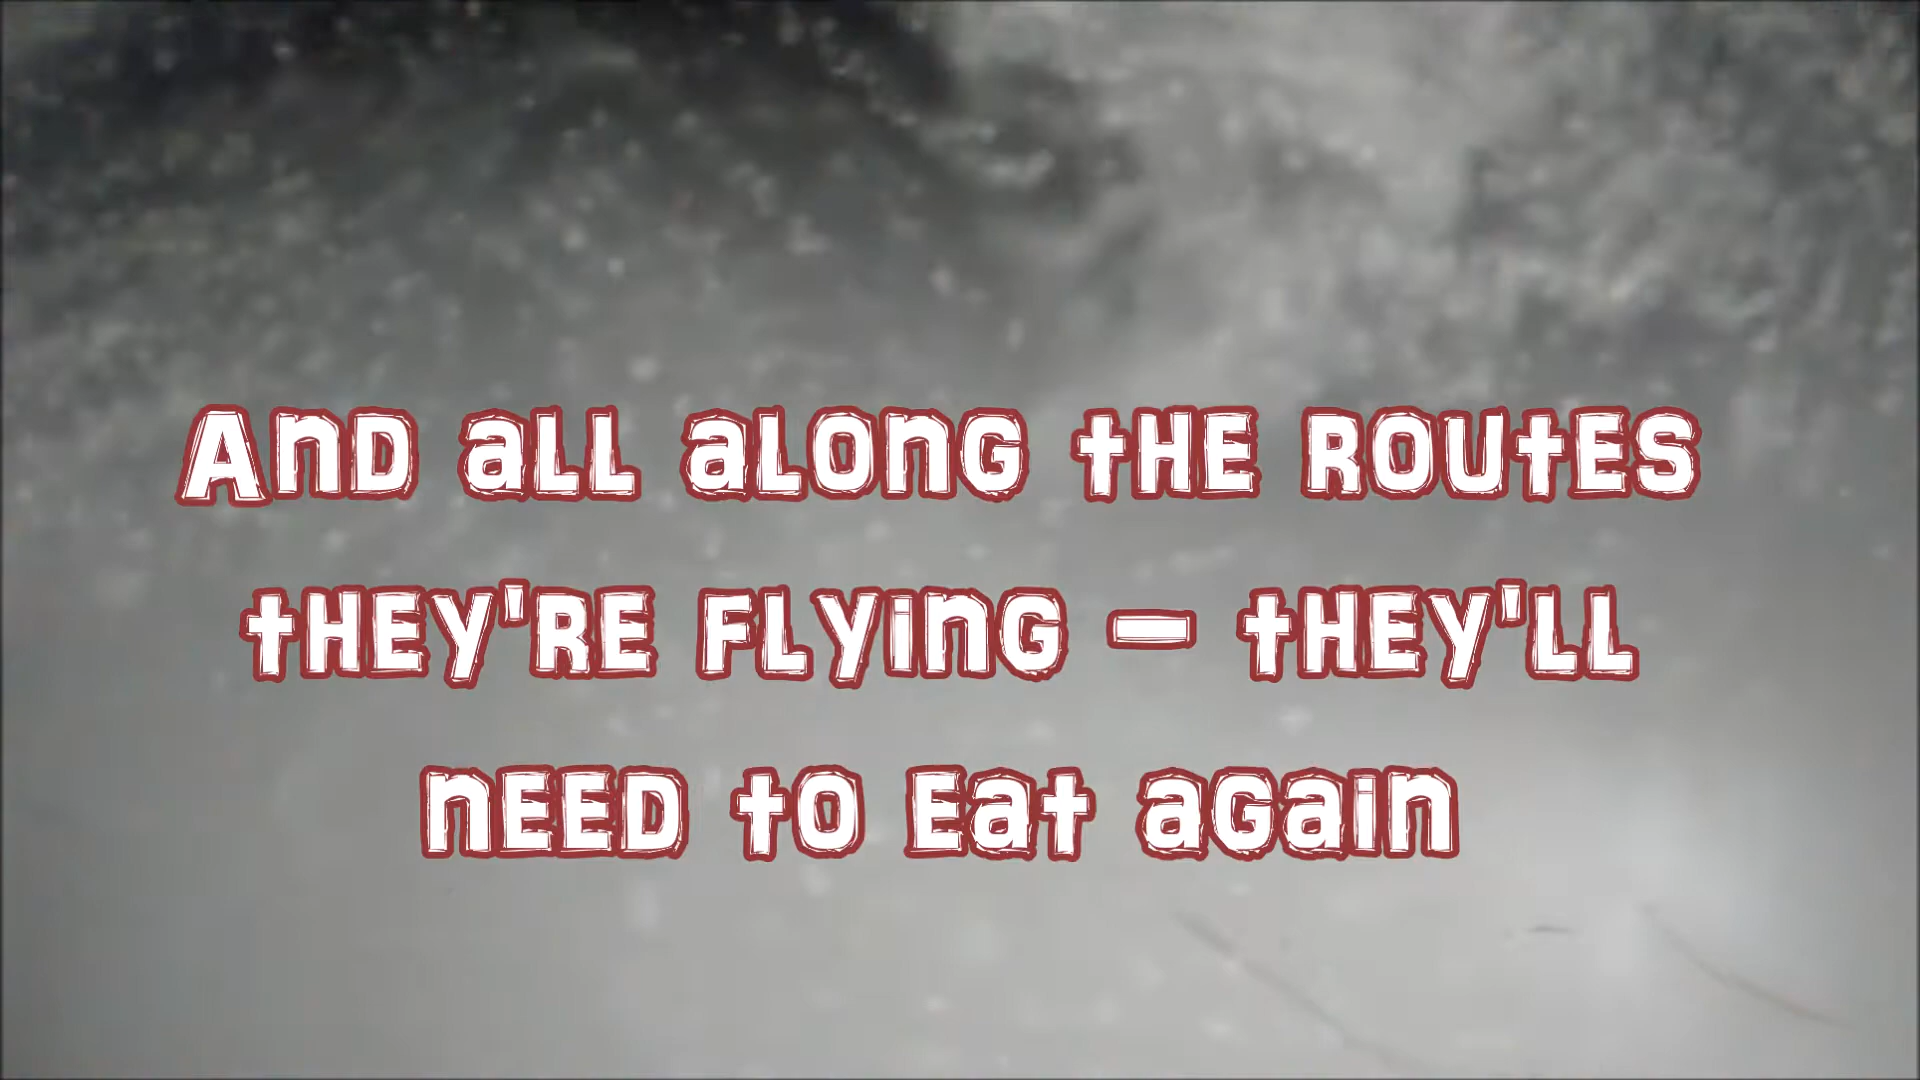 And all along the routes
they're flying – they'll
need to eat again